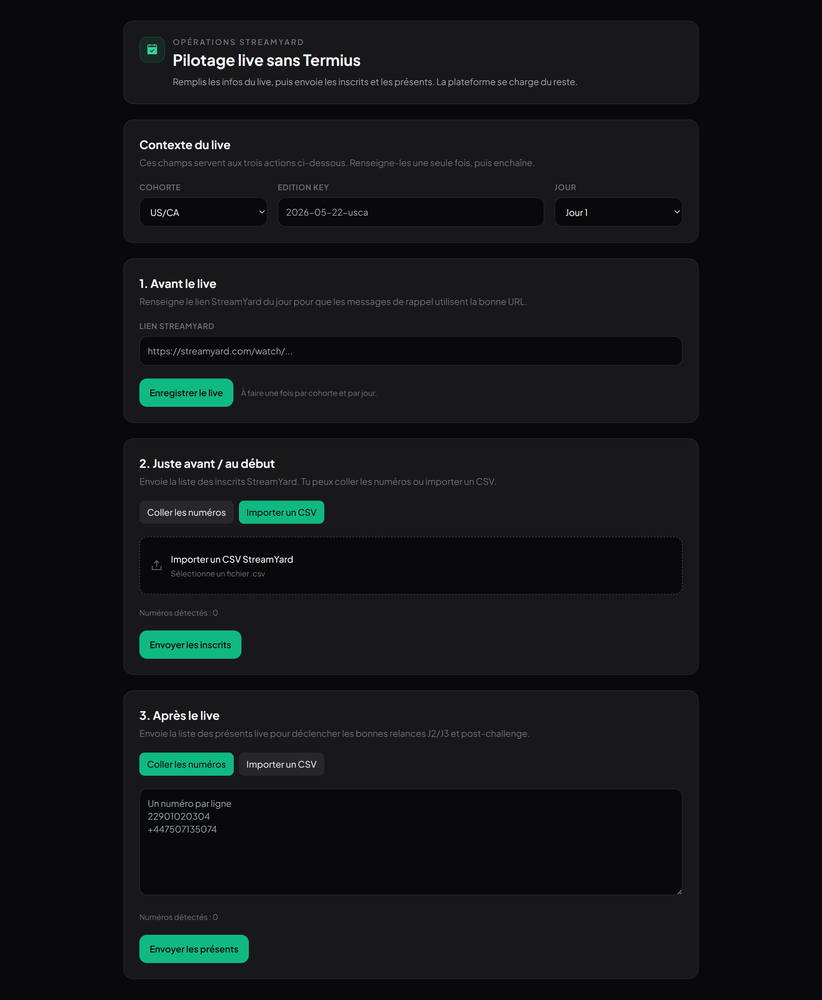 OPÉRATIONS STREAMYARD
Pilotage live sans Termius
Remplis les infos du live, puis envoie les inscrits et les présents. La plateforme se charge du reste.
Contexte du live
Ces champs servent aux trois actions ci-dessous. Renseigne-les une seule fois, puis enchaîne.
COHORTE
EDITION KEY
JOUR
US/CA
2026-05-22-usca
Jour 1
1. Avant le live
Renseigne le lien StreamYard du jour pour que les messages de rappel utilisent la bonne URL.
LIEN STREAMYARD
https://streamyard.com/watch/...
Enregistrer le live
À faire une fois par cohorte et par jour.
2. Juste avant / au début
Envoie la liste des inscrits StreamYard. Tu peux coller les numéros ou importer un CSV.
Coller les numéros
Importer un CSV
Importer un CSV StreamYard
Sélectionne un fichier .csv
Numéros détectés : 0
Envoyer les inscrits
3. Après le live
Envoie la liste des présents live pour déclencher les bonnes relances J2/J3 et post-challenge.
Coller les numéros
Importer un CSV
Un numéro par ligne
22901020304
+447507135074
Numéros détectés : 0
Envoyer les présents